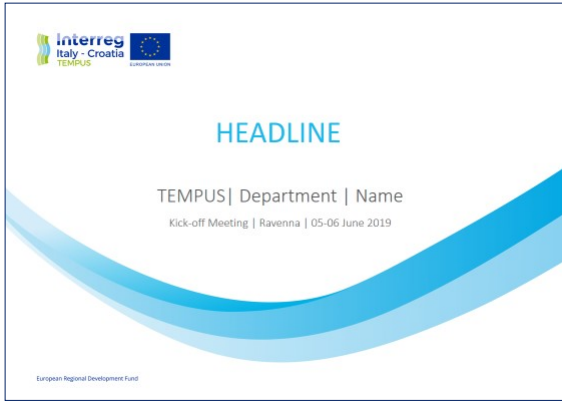 Interreg
Italy - Croatia
TEMPUS
EUROPEAN UNION
HEADLINE
TEMPUS| Department | Name
Kick-off Meeting | Ravenna | 05-06 June 2019
European Regional Development Fund